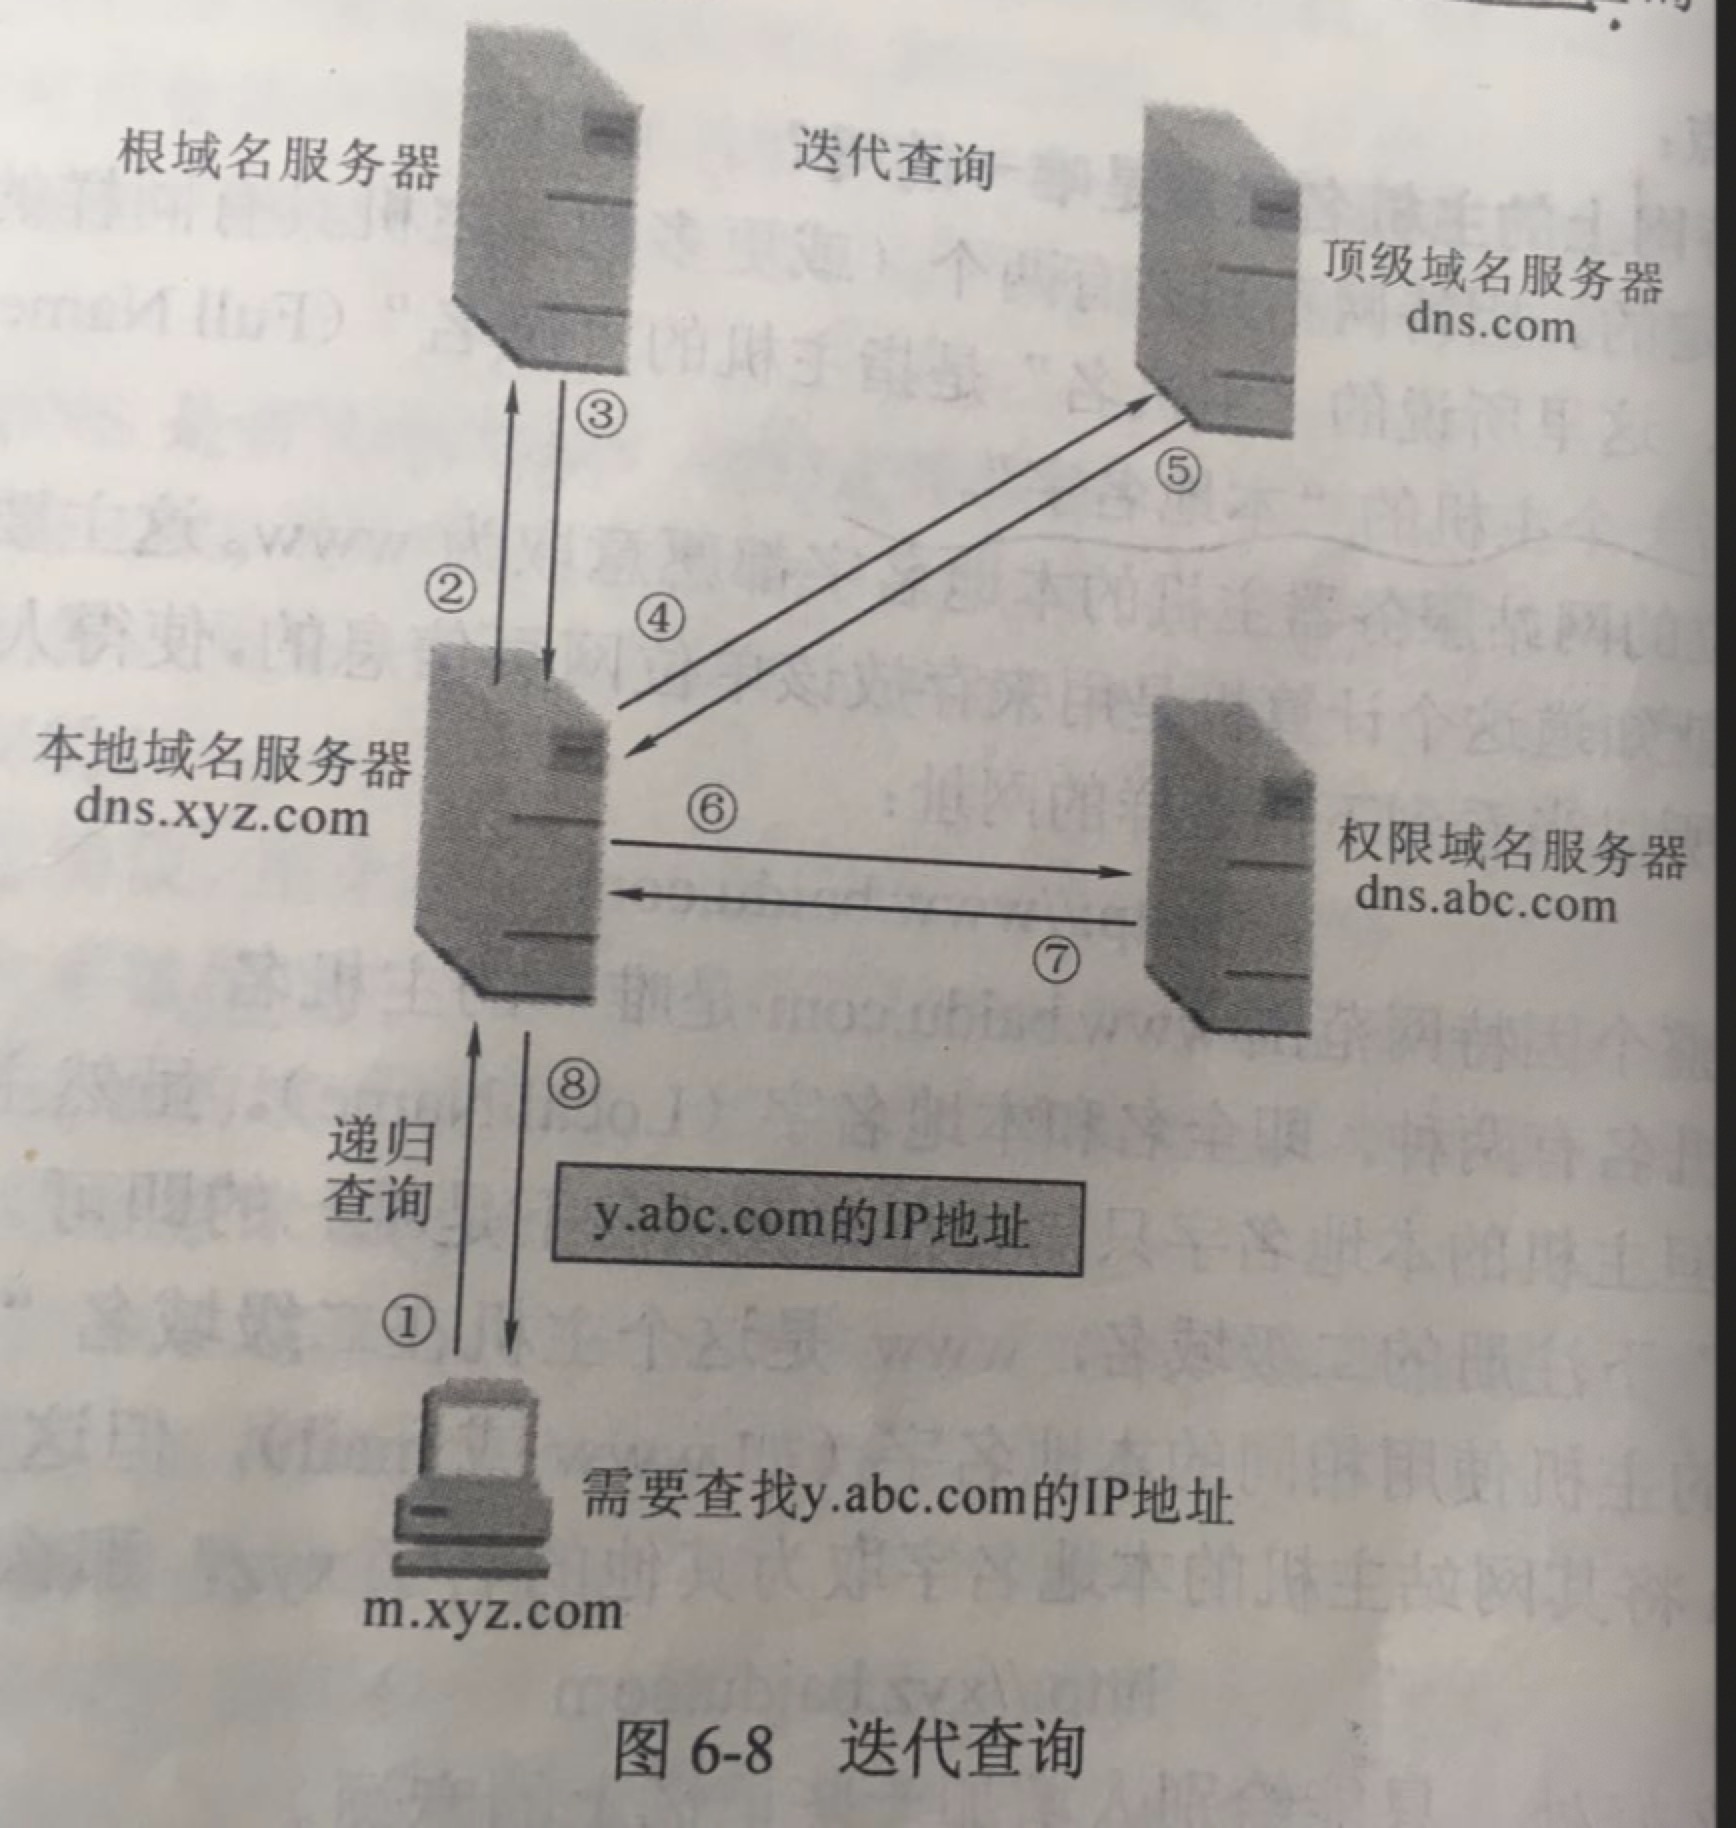 根域名服务器
迭代查询
顶级域名服务器
dns.com
③
⑤
②
④
本地域名服务器
dns.xyz.com
⑥
权限域名服务器
dns.abc.com
⑦
⑧
递归
查询
y.abc.com的IP地址
①
需要查找y.abc.com的IP地址
m.xyz.com
图 6-8 迭代查询